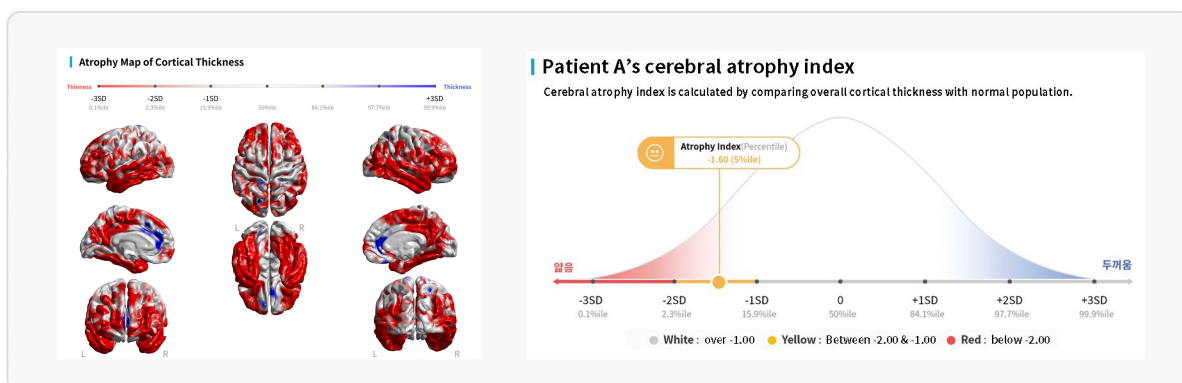 Atrophy Map of Cortical Thickness
Thinness
Thickness
-3SD -2SD -1SD +3SD
0.1%ile 2.3%ile 15.9%ile 50%ile 84.1%ile 97.7%ile 99.9%ile
L R
L R
L R
Patient A’s cerebral atrophy index
Cerebral atrophy index is calculated by comparing overall cortical thickness with normal population.
Atrophy Index(Percentile)
-1.60 (5%ile)
얇음
두꺼움
-3SD -2SD -1SD 0 +1SD +2SD +3SD
0.1%ile 2.3%ile 15.9%ile 50%ile 84.1%ile 97.7%ile 99.9%ile
White : over -1.00 Yellow : Between -2.00 & -1.00 Red : below -2.00